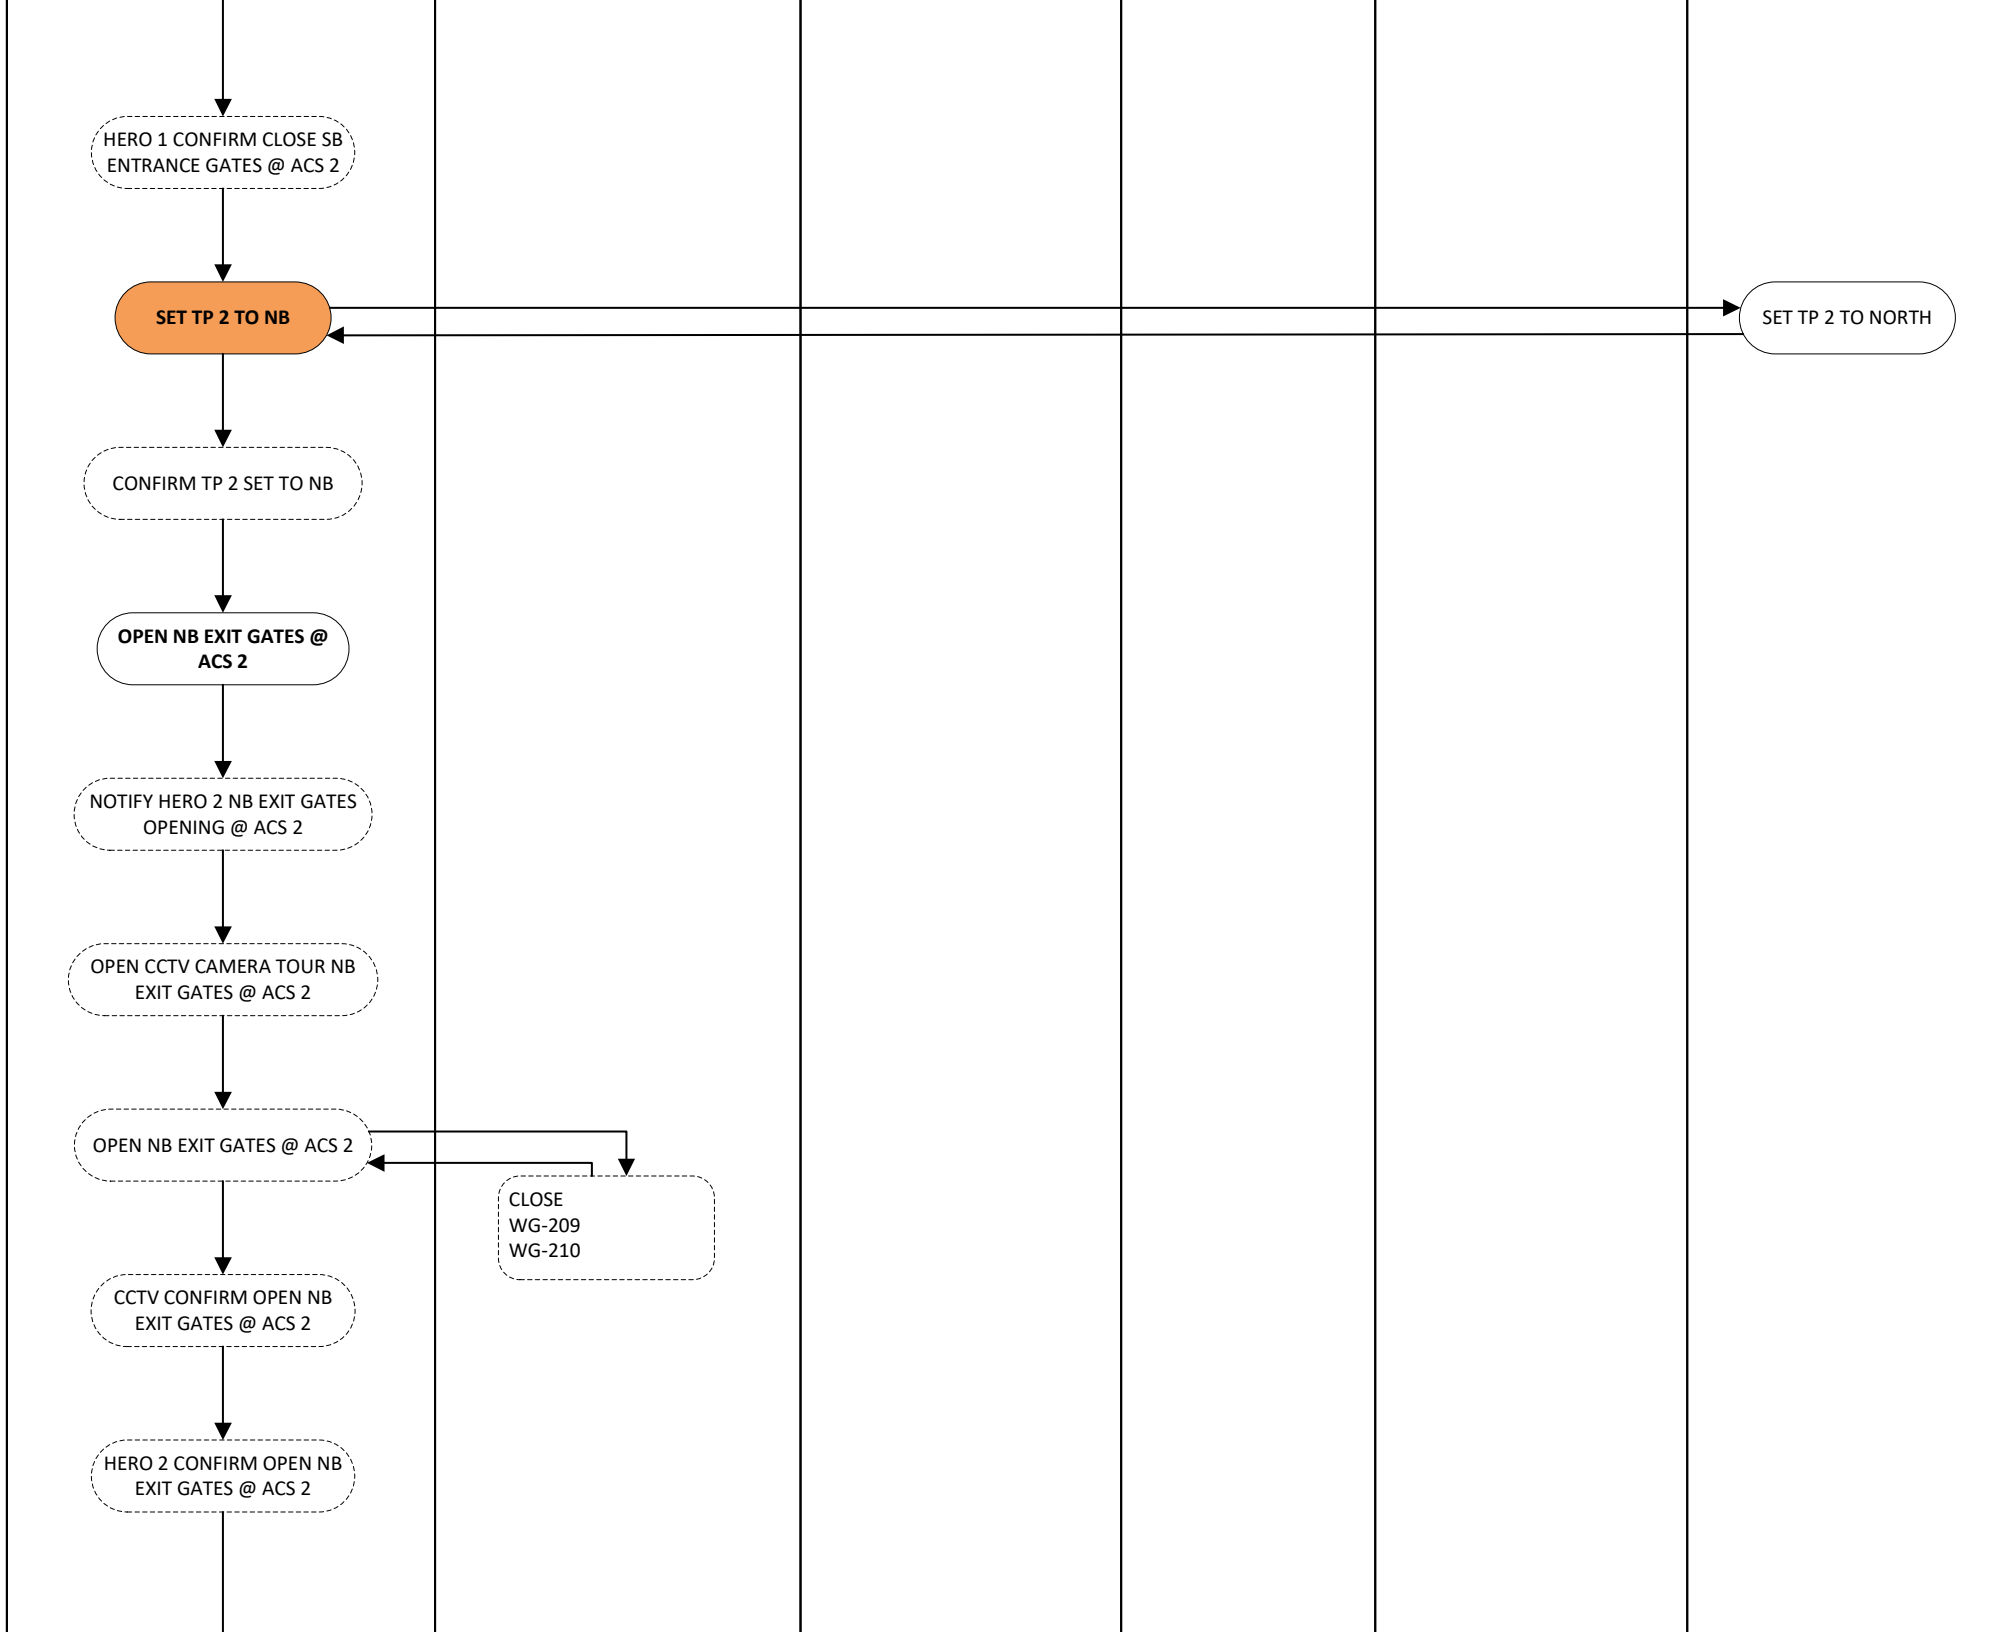 HERO 1 CONFIRM CLOSE SB
ENTRANCE GATES @ ACS 2
SET TP 2 TO NB
SET TP 2 TO NORTH
CONFIRM TP 2 SET TO NB
OPEN NB EXIT GATES @
ACS 2
NOTIFY HERO 2 NB EXIT GATES
OPENING @ ACS 2
OPEN CCTV CAMERA TOUR NB
EXIT GATES @ ACS 2
OPEN NB EXIT GATES @ ACS 2
CLOSE
WG-209
WG-210
CCTV CONFIRM OPEN NB
EXIT GATES @ ACS 2
HERO 2 CONFIRM OPEN NB
EXIT GATES @ ACS 2